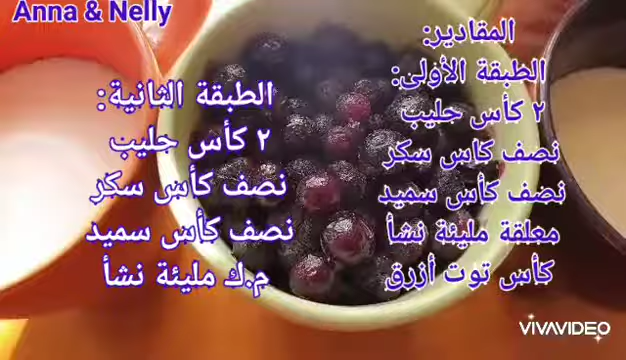 Anna & Nelly
المقادير:
الطبقة الأولى:
٢ كأس حليب
نصف كاس سكر
نصف كأس سميد
معلقة مليئة نشأ
كأس توت أزرق
الطبقة الثانية:
٢ كأس حليب
نصف كأس سكر
نصف كأس سميد
م.ك مليئة نشأ
VIVAVIDEO